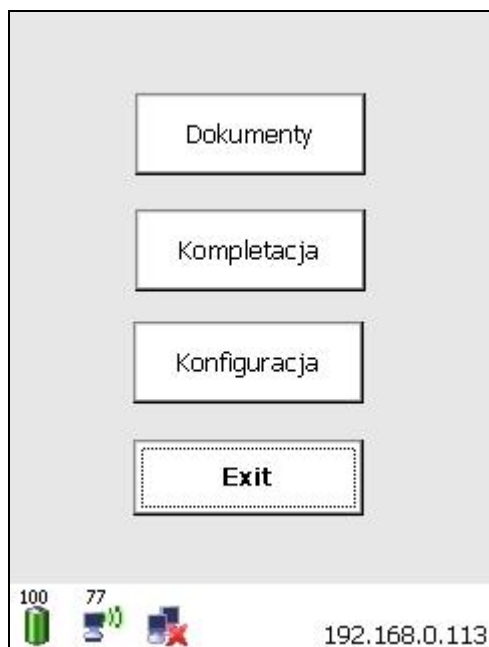 Dokumenty
Kompletacja
Konfiguracja
Exit
100 77
192.168.0.113